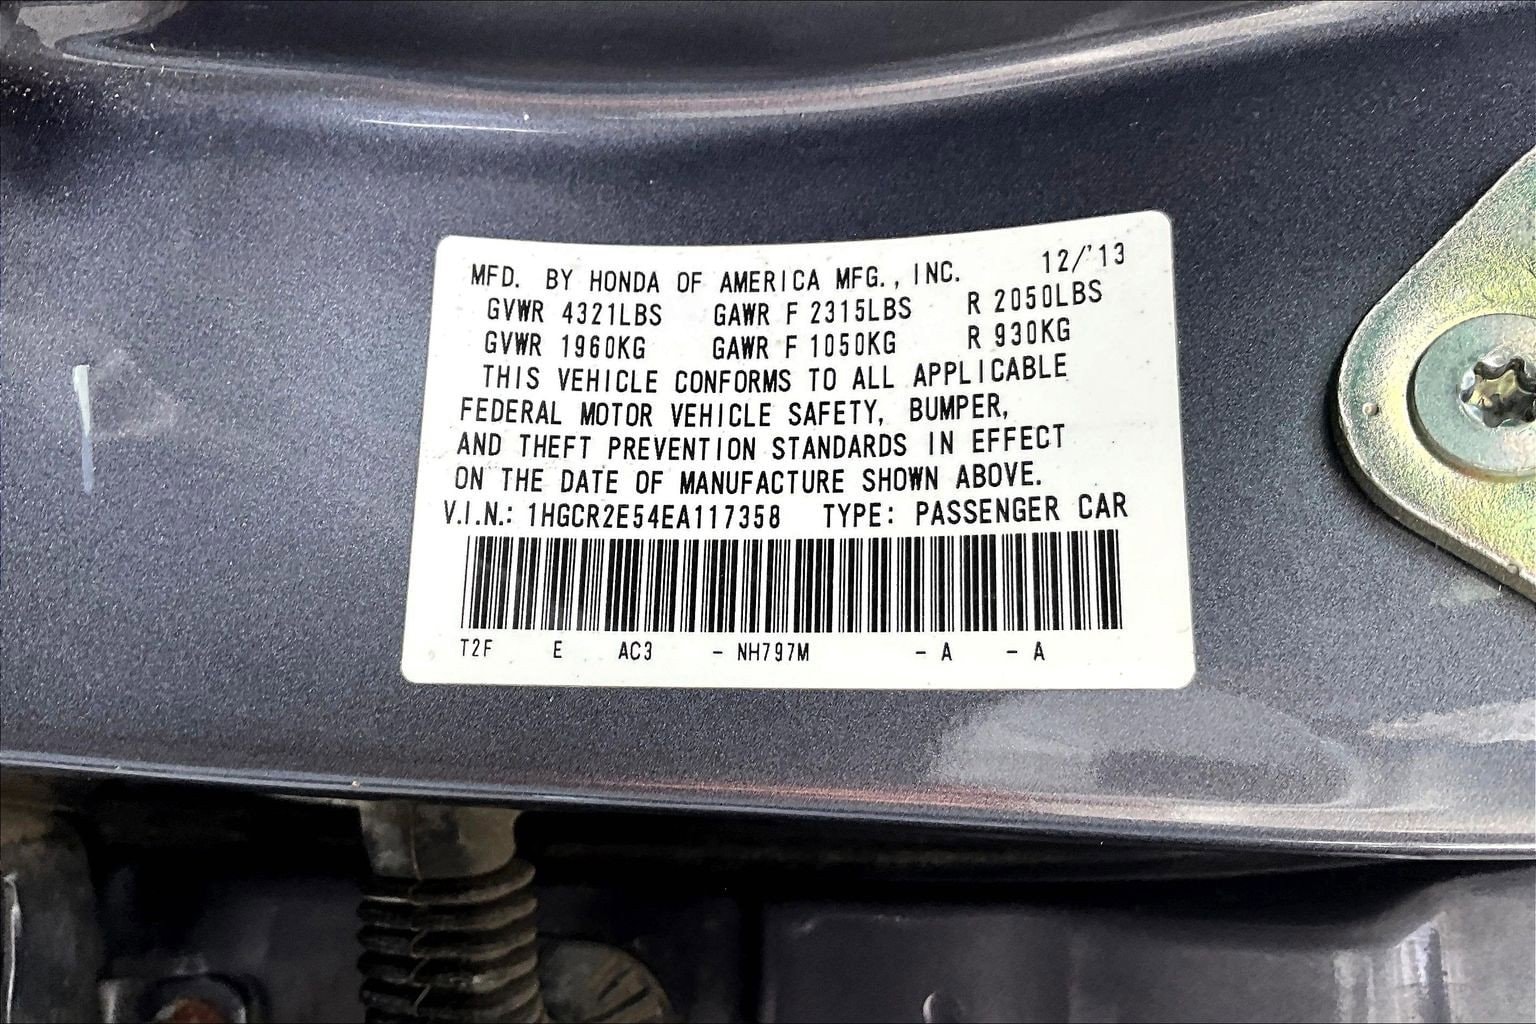 MFD. BY HONDA OF AMERICA MFG., INC. 12/'13
GVWR 4321LBS GAWR F 2315LBS R 2050LBS
GVWR 1960KG GAWR F 1050KG R 930KG
THIS VEHICLE CONFORMS TO ALL APPLICABLE
FEDERAL MOTOR VEHICLE SAFETY, BUMPER,
AND THEFT PREVENTION STANDARDS IN EFFECT
ON THE DATE OF MANUFACTURE SHOWN ABOVE.
V.I.N.: 1HGCR2E54EA117358 TYPE: PASSENGER CAR
T2F E AC3 - NH797M - A - A